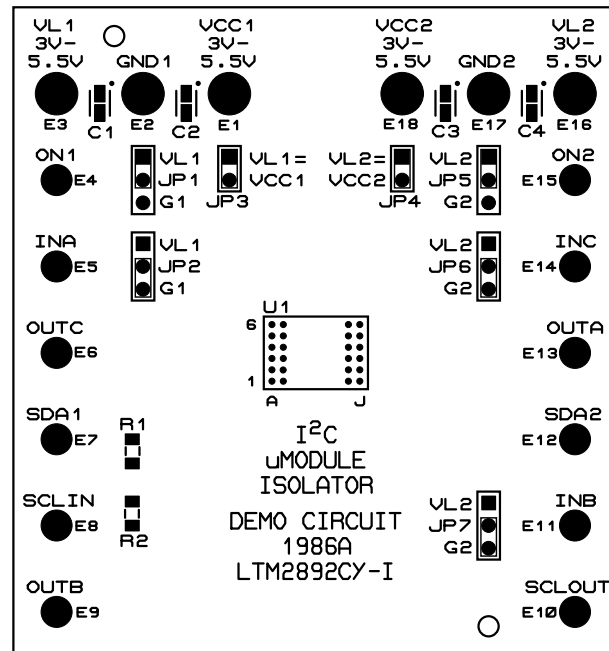 VL1 VCC1 VCC2 VL2
3V- 3V- 3V- 3V-
5.5V GND1 5.5V 5.5V GND2 5.5V
E3 E2 E1 E18 E17 E16
C1 C2 C3 C4
ON1 VL1 VL1= VL2= VL2 ON2
E4 JP1 VCC1 VCC2 JP5 E15
G1 JP3 JP4 G2
INA VL1 VL2 INC
E5 JP2 JP6 E14
G1 G2
U1
OUTC 6 OUTA
E6 E13
1
A J
SDA1 R1 SDA2
E7 I²C E12
uMODULE
ISOLATOR
SCLIN VL2 INB
E8 DEMO CIRCUIT JP7 E11
R2 1986A G2
LTM2892CY-I
OUTB SCLOUT
E9 E10